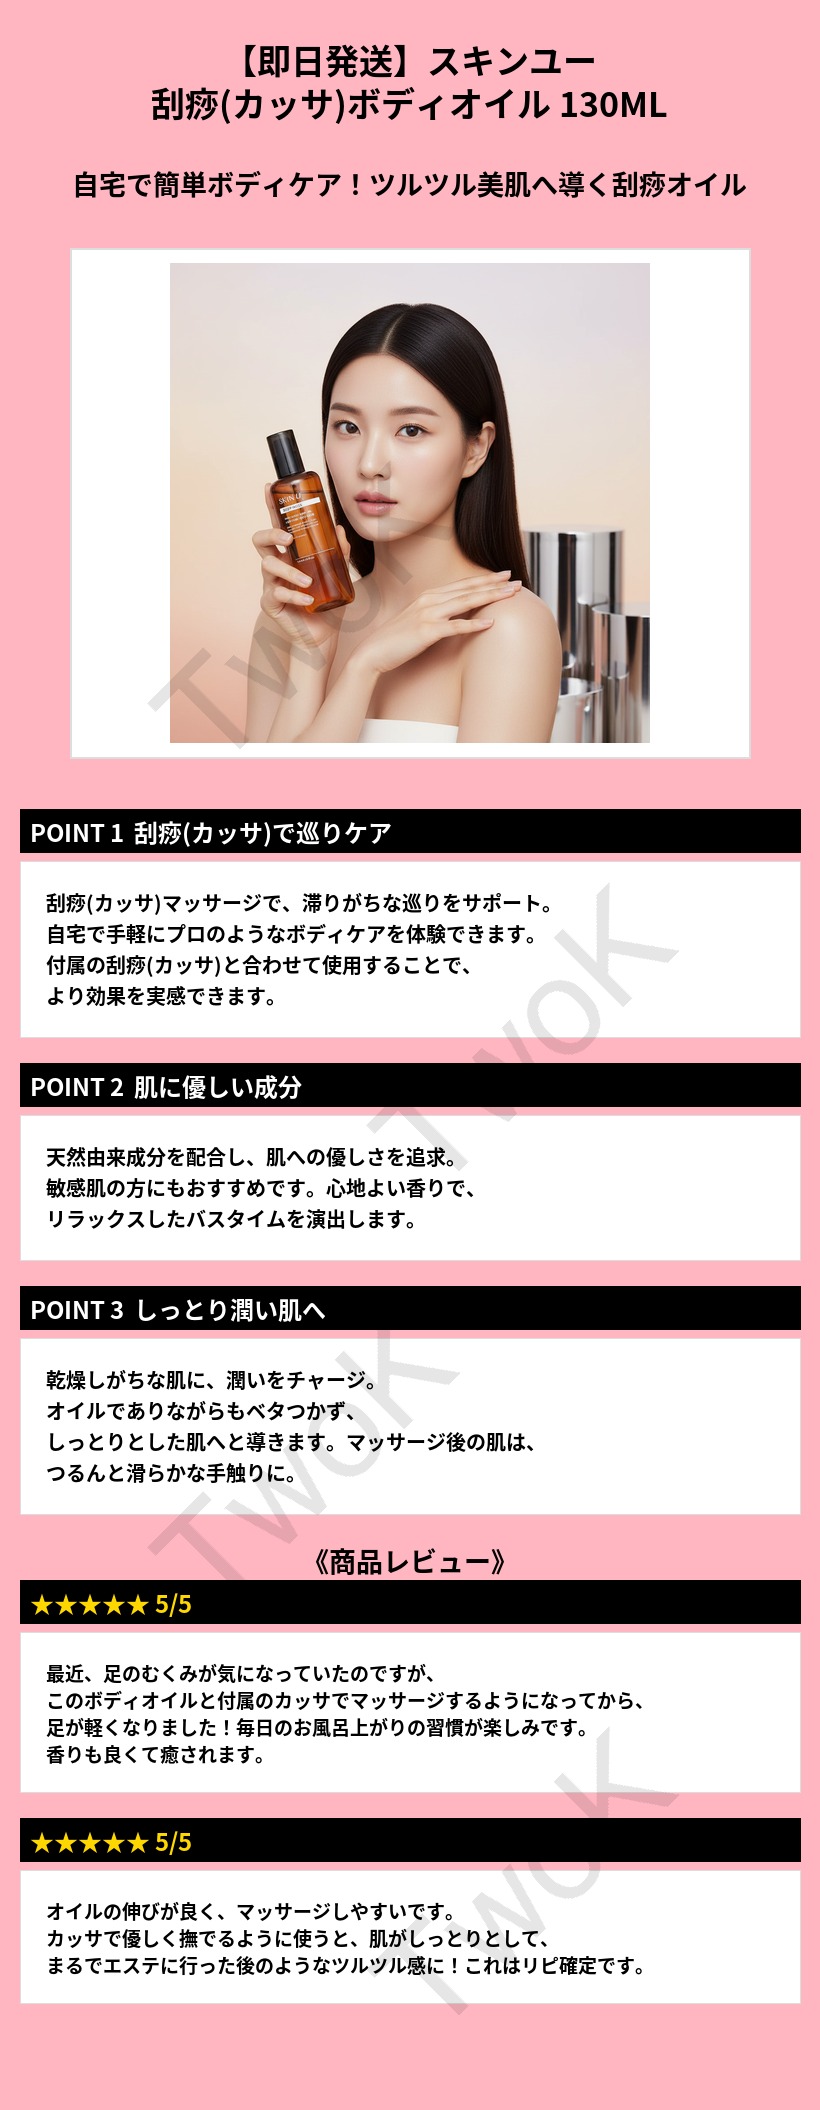 【即日発送】スキンユー
刮痧(カッサ)ボディオイル 130ML
自宅で簡単ボディケア！ツルツル美肌へ導く刮痧オイル
SKIN U
TwoK
POINT 1 刮痧(カッサ)で巡りケア
刮痧(カッサ)マッサージで、滞りがちな巡りをサポート。
自宅で手軽にプロのようなボディケアを体験できます。
付属の刮痧(カッサ)と合わせて使用することで、
より効果を実感できます。
TwoK
POINT 2 肌に優しい成分
天然由来成分を配合し、肌への優しさを追求。
敏感肌の方にもおすすめです。心地よい香りで、
リラックスしたバスタイムを演出します。
POINT 3 しっとり潤い肌へ
乾燥しがちな肌に、潤いをチャージ。
オイルでありながらもベタつかず、
しっとりとした肌へと導きます。マッサージ後の肌は、
つるんと滑らかな手触りに。
TwoK
《商品レビュー》
★★★★★ 5/5
最近、足のむくみが気になっていたのですが、
このボディオイルと付属のカッサでマッサージするようになってから、
足が軽くなりました！毎日のお風呂上がりの習慣が楽しみです。
香りも良くて癒されます。
TwoK
★★★★★ 5/5
オイルの伸びが良く、マッサージしやすいです。
カッサで優しく撫でるように使うと、肌がしっとりとして、
まるでエステに行った後のようなツルツル感に！これはリピ確定です。